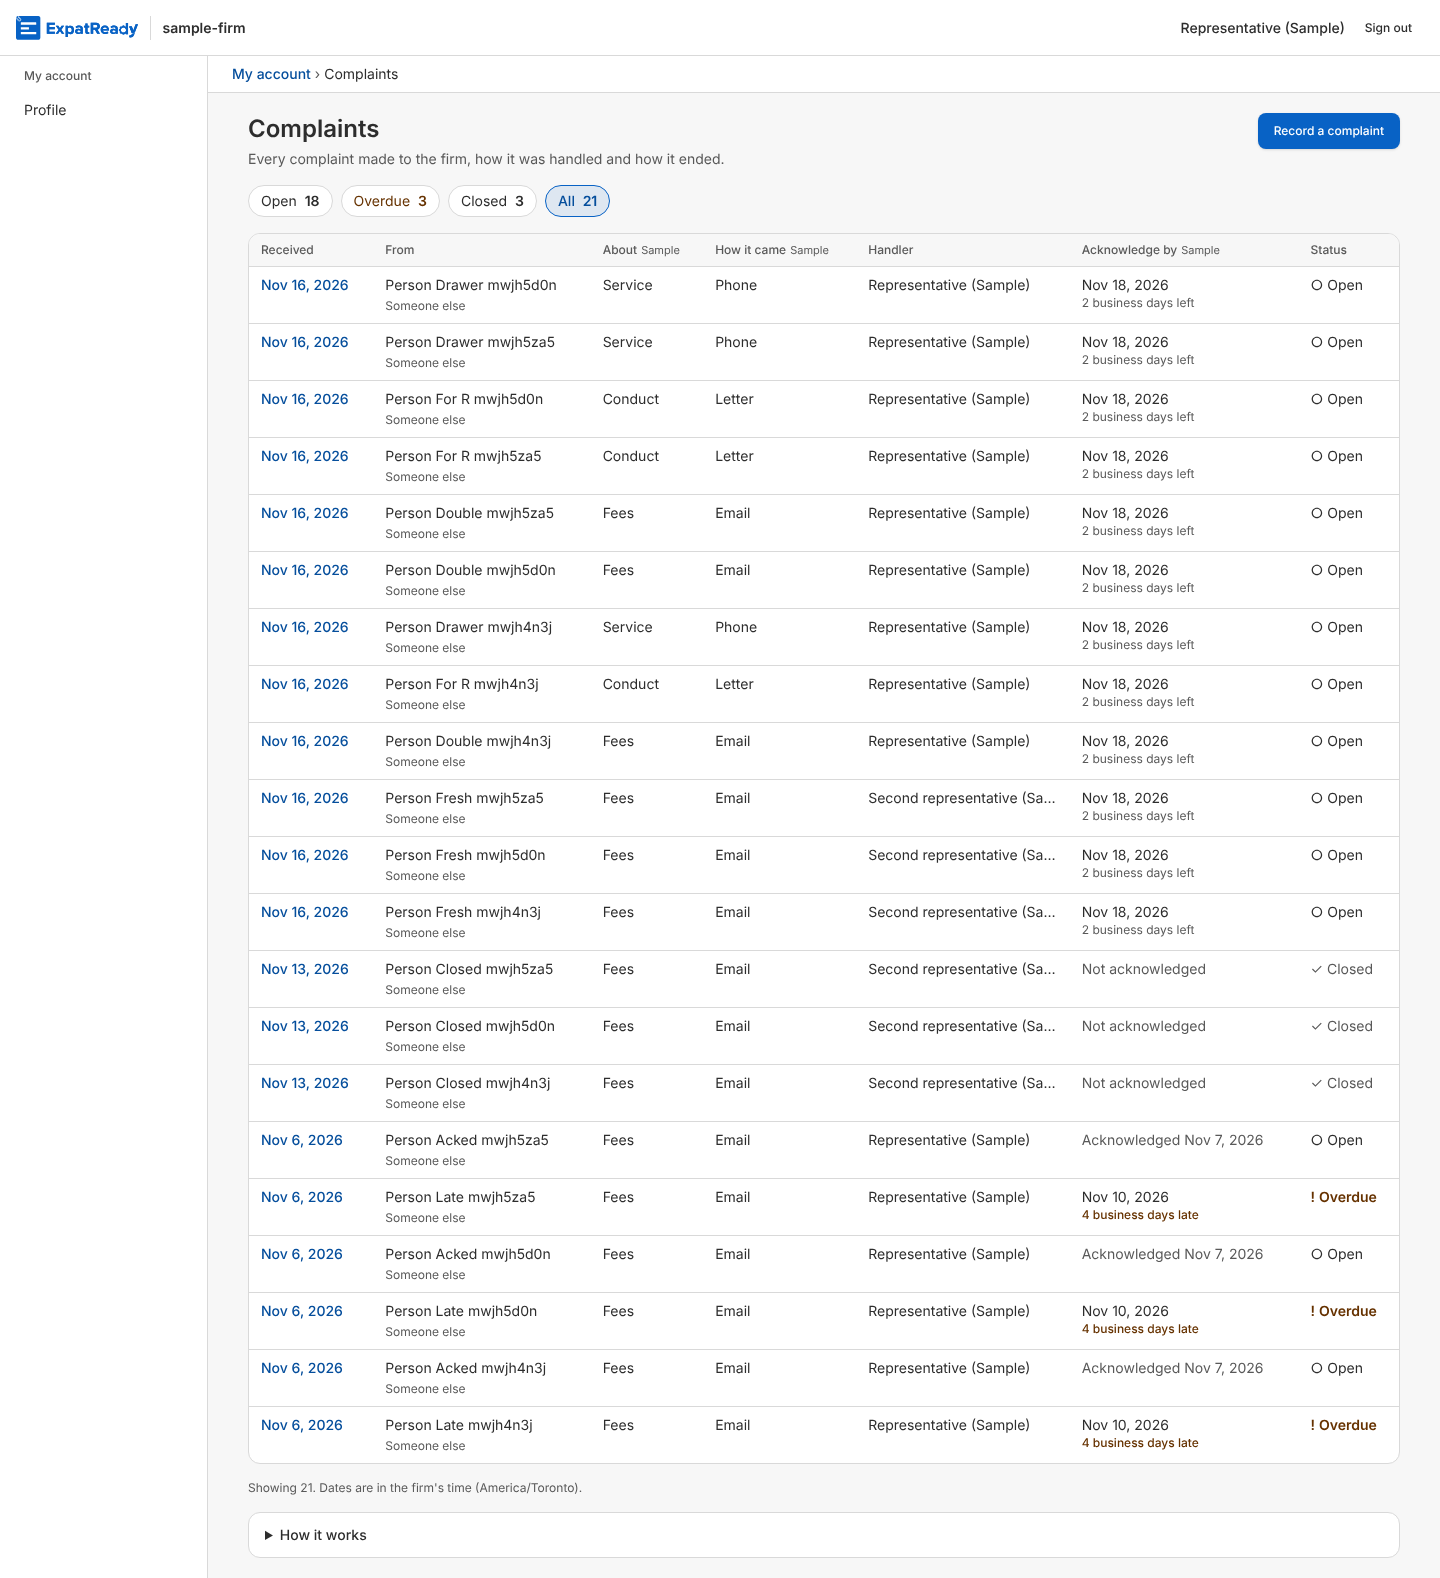 ExpatReady sample-firm Representative (Sample) Sign out
My account
Profile
My account › Complaints
Complaints
Record a complaint
Every complaint made to the firm, how it was handled and how it ended.
Open 18 Overdue 3 Closed 3 All 21
Received From About Sample How it came Sample Handler Acknowledge by Sample Status
Nov 16, 2026 Person Drawer mwjh5d0n Service Phone Representative (Sample) Nov 18, 2026 Open
Someone else 2 business days left
Nov 16, 2026 Person Drawer mwjh5za5 Service Phone Representative (Sample) Nov 18, 2026 Open
Someone else 2 business days left
Nov 16, 2026 Person For R mwjh5d0n Conduct Letter Representative (Sample) Nov 18, 2026 Open
Someone else 2 business days left
Nov 16, 2026 Person For R mwjh5za5 Conduct Letter Representative (Sample) Nov 18, 2026 Open
Someone else 2 business days left
Nov 16, 2026 Person Double mwjh5za5 Fees Email Representative (Sample) Nov 18, 2026 Open
Someone else 2 business days left
Nov 16, 2026 Person Double mwjh5d0n Fees Email Representative (Sample) Nov 18, 2026 Open
Someone else 2 business days left
Nov 16, 2026 Person Drawer mwjh4n3j Service Phone Representative (Sample) Nov 18, 2026 Open
Someone else 2 business days left
Nov 16, 2026 Person For R mwjh4n3j Conduct Letter Representative (Sample) Nov 18, 2026 Open
Someone else 2 business days left
Nov 16, 2026 Person Double mwjh4n3j Fees Email Representative (Sample) Nov 18, 2026 Open
Someone else 2 business days left
Nov 16, 2026 Person Fresh mwjh5za5 Fees Email Second representative (Sa... Nov 18, 2026 Open
Someone else 2 business days left
Nov 16, 2026 Person Fresh mwjh5d0n Fees Email Second representative (Sa... Nov 18, 2026 Open
Someone else 2 business days left
Nov 16, 2026 Person Fresh mwjh4n3j Fees Email Second representative (Sa... Nov 18, 2026 Open
Someone else 2 business days left
Nov 13, 2026 Person Closed mwjh5za5 Fees Email Second representative (Sa... Not acknowledged ✓ Closed
Someone else
Nov 13, 2026 Person Closed mwjh5d0n Fees Email Second representative (Sa... Not acknowledged ✓ Closed
Someone else
Nov 13, 2026 Person Closed mwjh4n3j Fees Email Second representative (Sa... Not acknowledged ✓ Closed
Someone else
Nov 6, 2026 Person Acked mwjh5za5 Fees Email Representative (Sample) Acknowledged Nov 7, 2026 Open
Someone else
Nov 6, 2026 Person Late mwjh5za5 Fees Email Representative (Sample) Nov 10, 2026 ! Overdue
Someone else 4 business days late
Nov 6, 2026 Person Acked mwjh5d0n Fees Email Representative (Sample) Acknowledged Nov 7, 2026 Open
Someone else
Nov 6, 2026 Person Late mwjh5d0n Fees Email Representative (Sample) Nov 10, 2026 ! Overdue
Someone else 4 business days late
Nov 6, 2026 Person Acked mwjh4n3j Fees Email Representative (Sample) Acknowledged Nov 7, 2026 Open
Someone else
Nov 6, 2026 Person Late mwjh4n3j Fees Email Representative (Sample) Nov 10, 2026 ! Overdue
Someone else 4 business days late
Showing 21. Dates are in the firm's time (America/Toronto).
How it works